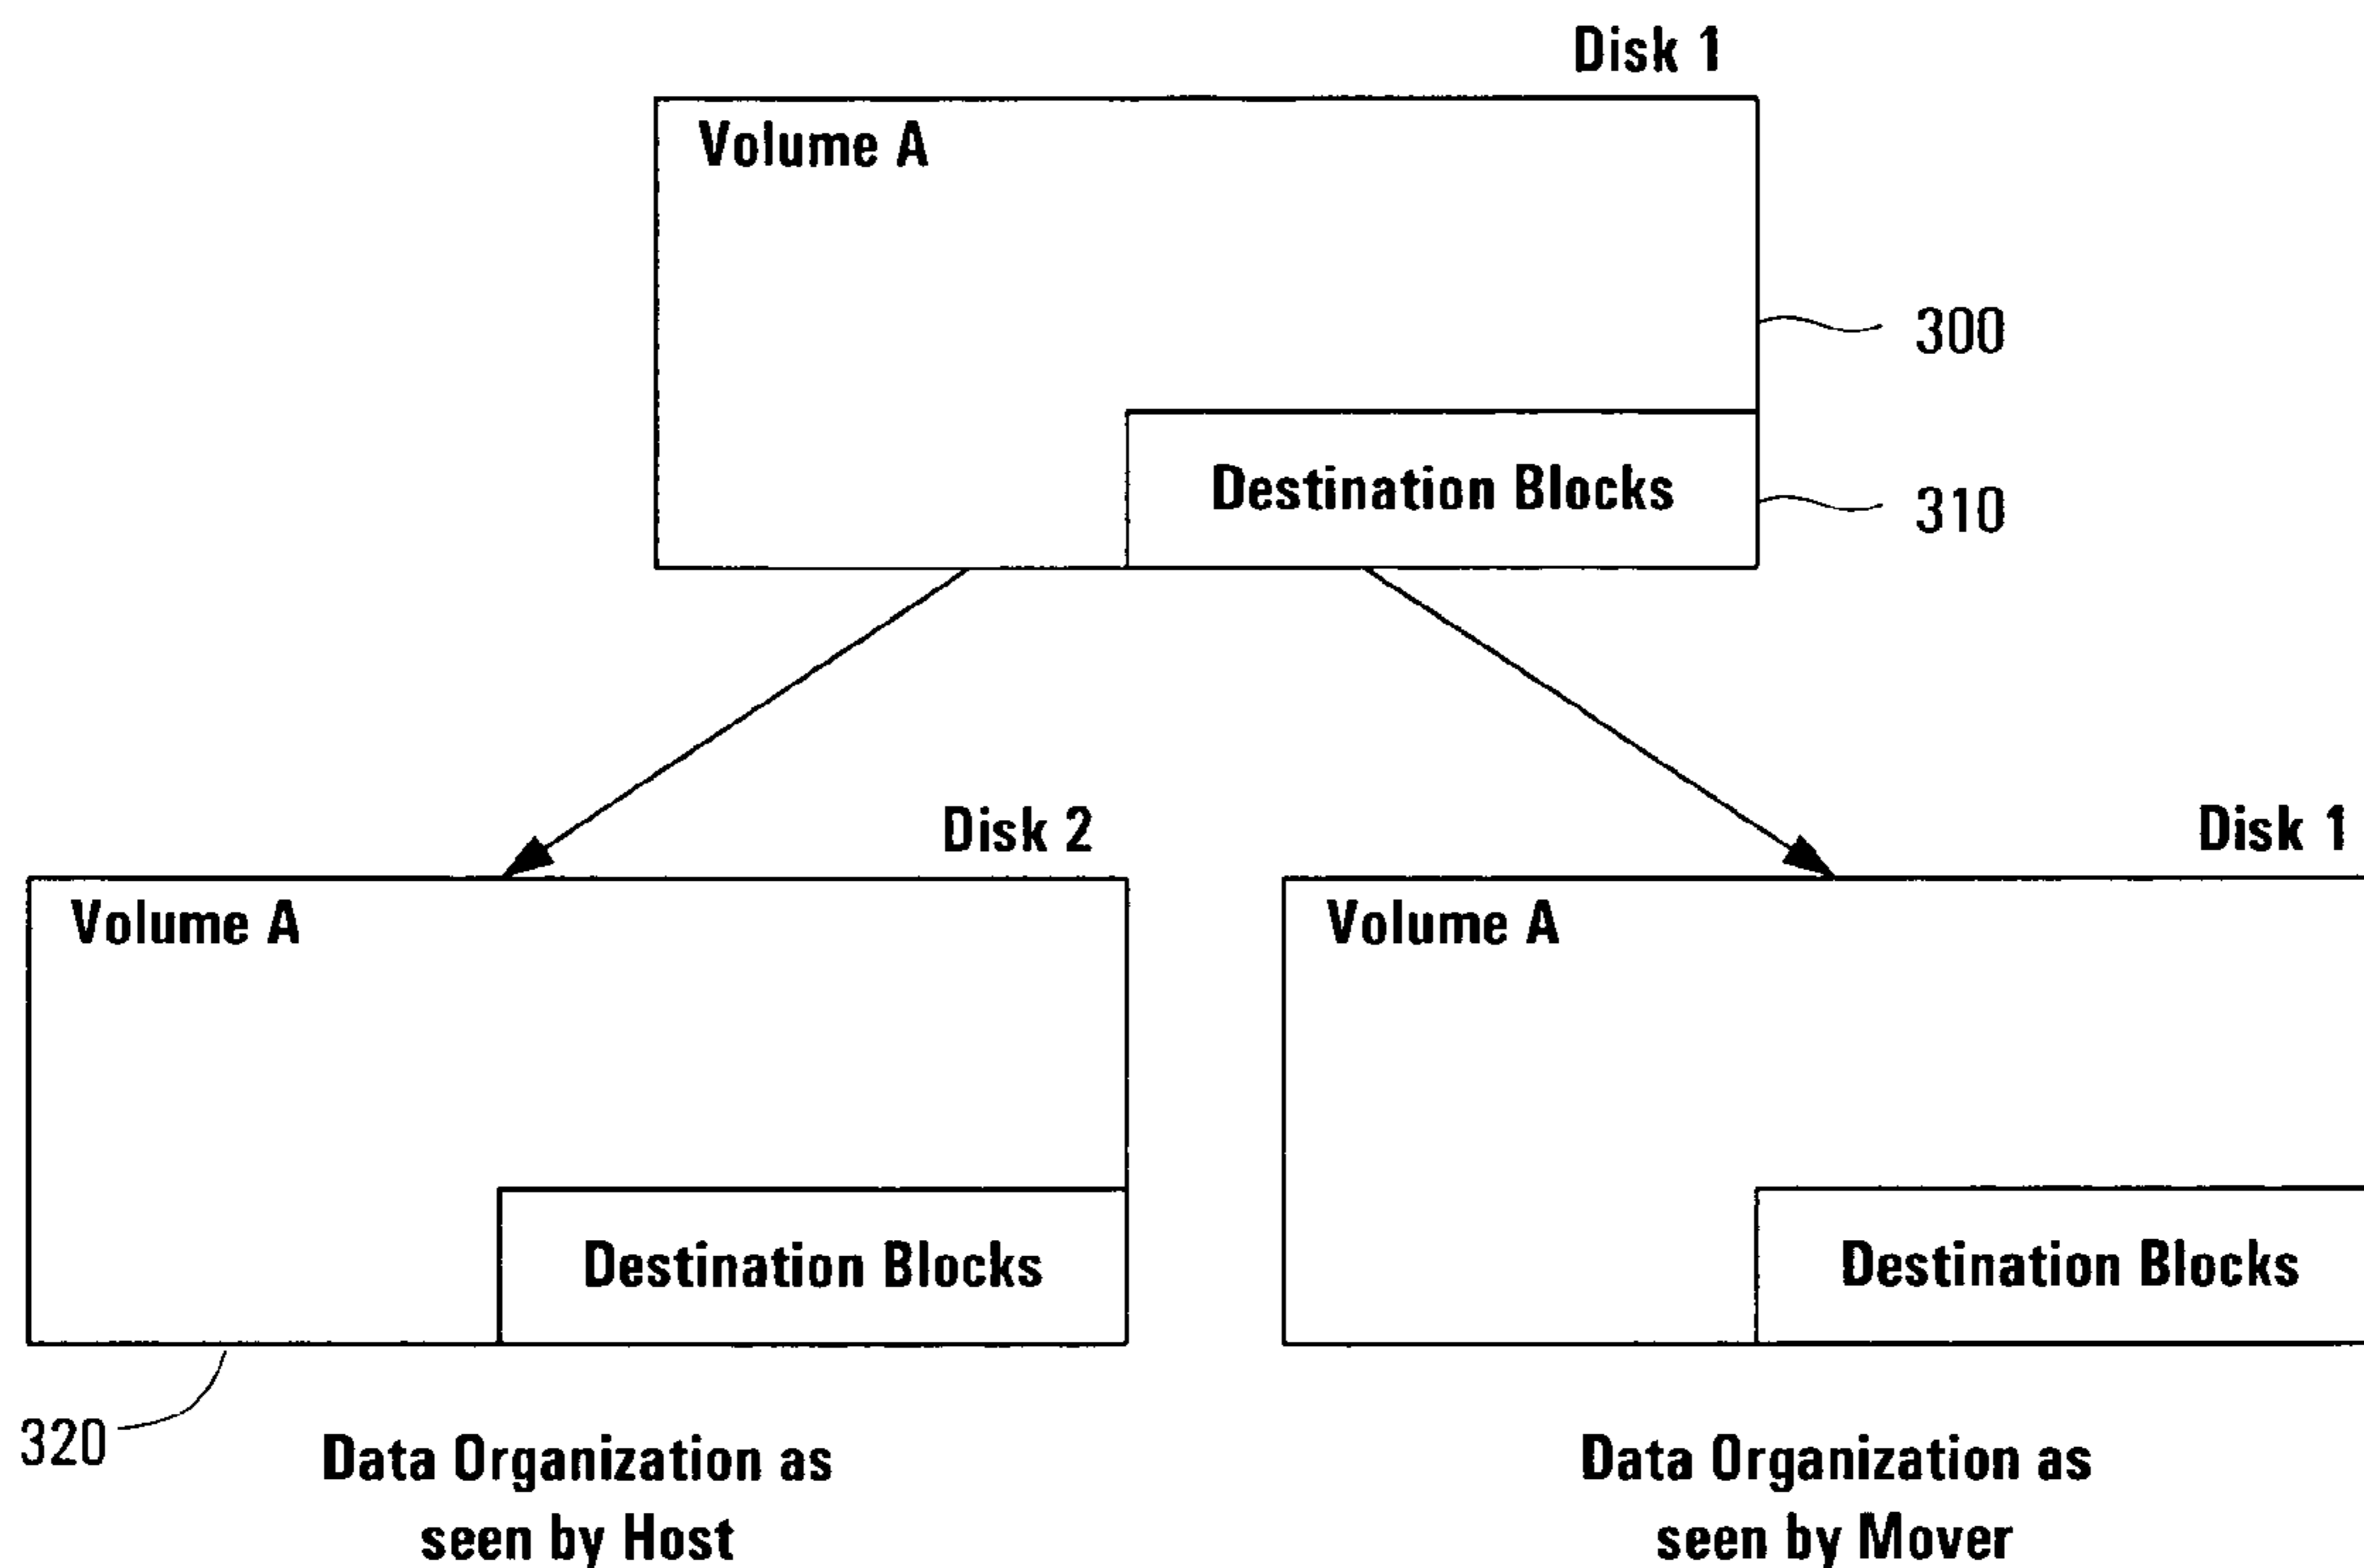 Disk 1
Volume A
300
Destination Blocks
310
Disk 2
Disk 1
Volume A
Volume A
Destination Blocks
Destination Blocks
320
Data Organization as
seen by Host
Data Organization as
seen by Mover